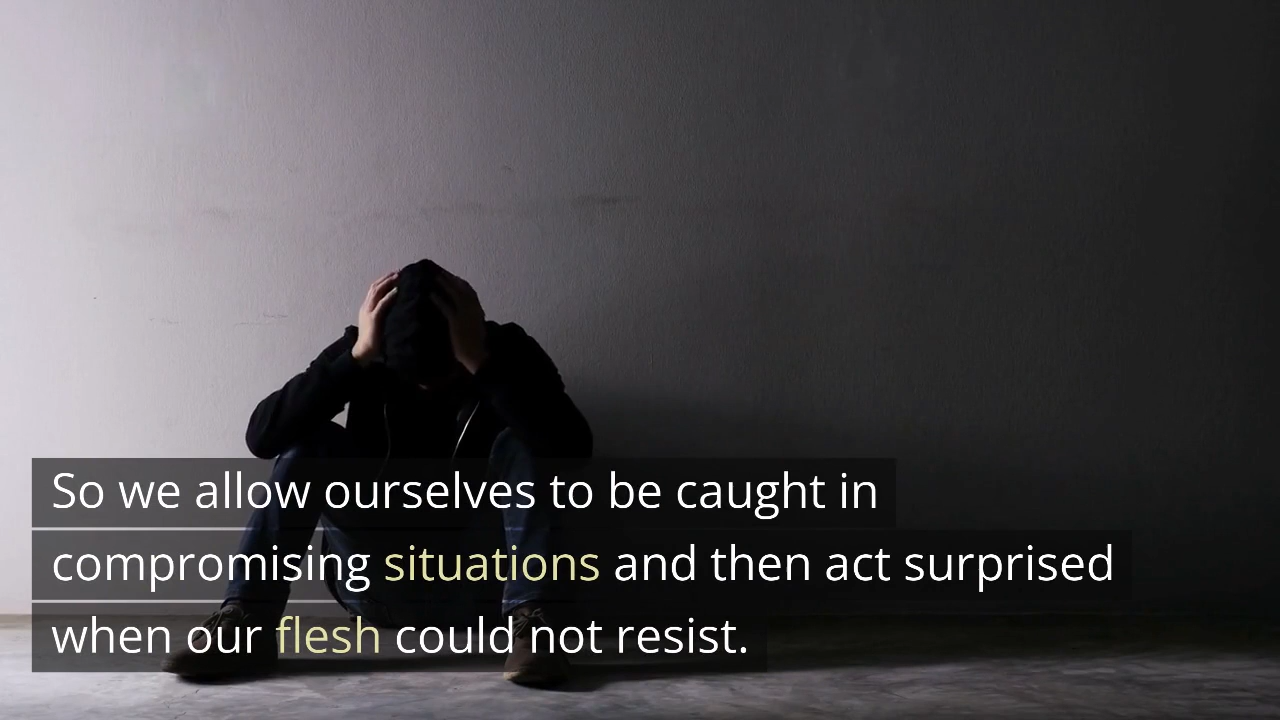 So we allow ourselves to be caught in
compromising situations and then act surprised
when our flesh could not resist.